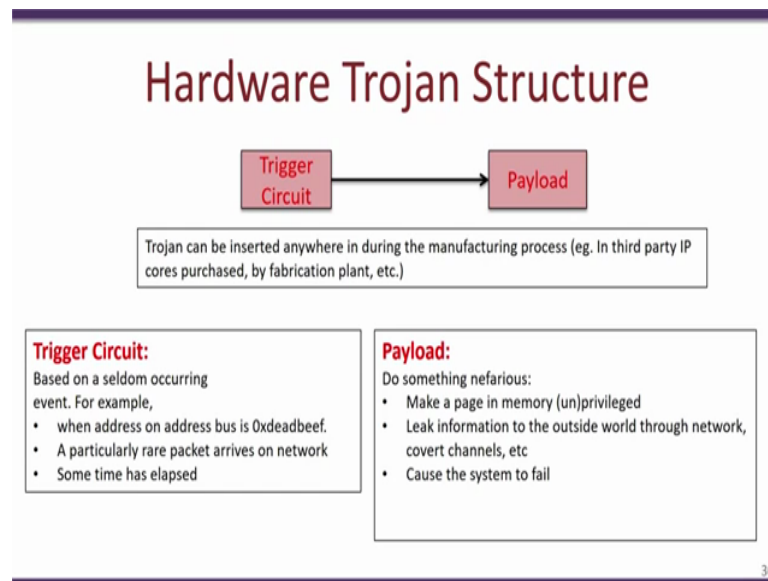 Hardware Trojan Structure
Trigger
Circuit
Payload
Trojan can be inserted anywhere in during the manufacturing process (eg. In third party IP
cores purchased, by fabrication plant, etc.)
Trigger Circuit:
Based on a seldom occurring
event. For example,
• when address on address bus is 0xdeadbeef.
• A particularly rare packet arrives on network
• Some time has elapsed
Payload:
Do something nefarious:
• Make a page in memory (un)privileged
• Leak information to the outside world through network,
covert channels, etc
• Cause the system to fail